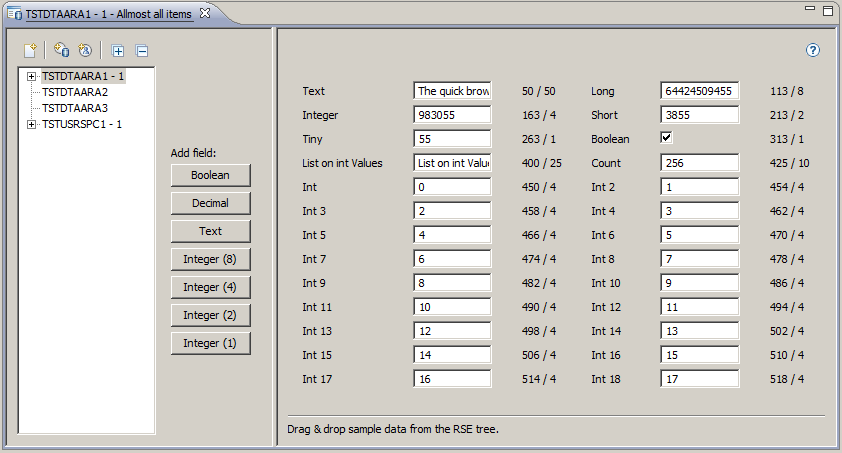 TSTDTAARA1 - 1 - Allmost all items
TSTDTAARA1 - 1
TSTDTAARA2
TSTDTAARA3
TSTUSRSPC1 - 1
Add field:
Boolean
Decimal
Text
Integer (8)
Integer (4)
Integer (2)
Integer (1)
Text The quick brow 50 / 50 Long 64424509455 113 / 8
Integer 983055 163 / 4 Short 3855 213 / 2
Tiny 55 263 / 1 Boolean 313 / 1
List on int Values List on int Value 400 / 25 Count 256 425 / 10
Int 0 450 / 4 Int 2 1 454 / 4
Int 3 2 458 / 4 Int 4 3 462 / 4
Int 5 4 466 / 4 Int 6 5 470 / 4
Int 7 6 474 / 4 Int 8 7 478 / 4
Int 9 8 482 / 4 Int 10 9 486 / 4
Int 11 10 490 / 4 Int 12 11 494 / 4
Int 13 12 498 / 4 Int 14 13 502 / 4
Int 15 14 506 / 4 Int 16 15 510 / 4
Int 17 16 514 / 4 Int 18 17 518 / 4
Drag & drop sample data from the RSE tree.